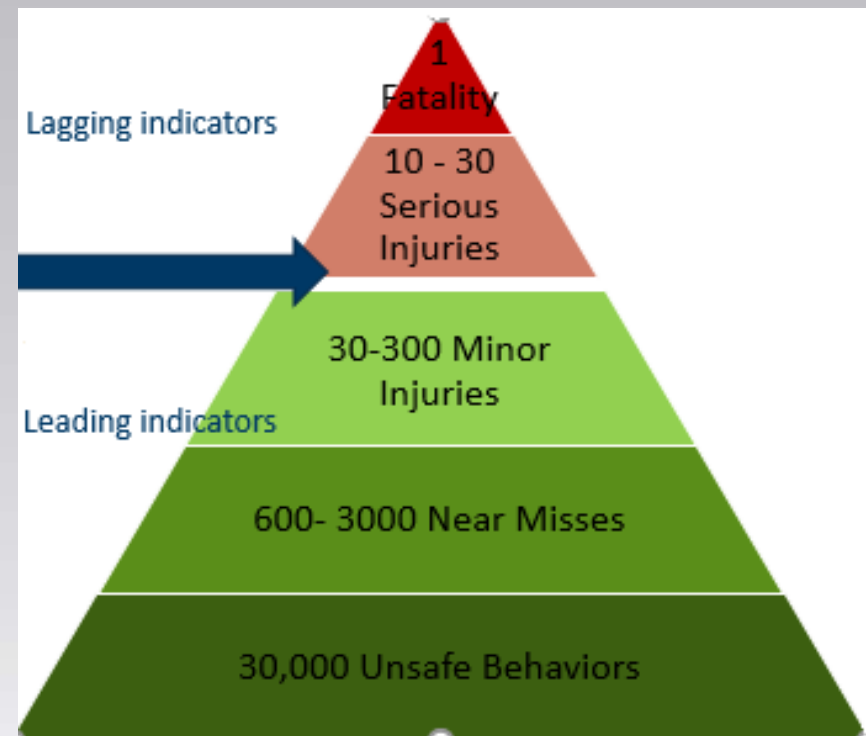 1
Fatality
Lagging indicators
10 - 30
Serious
Injuries
30-300 Minor
Injuries
Leading indicators
600- 3000 Near Misses
30,000 Unsafe Behaviors